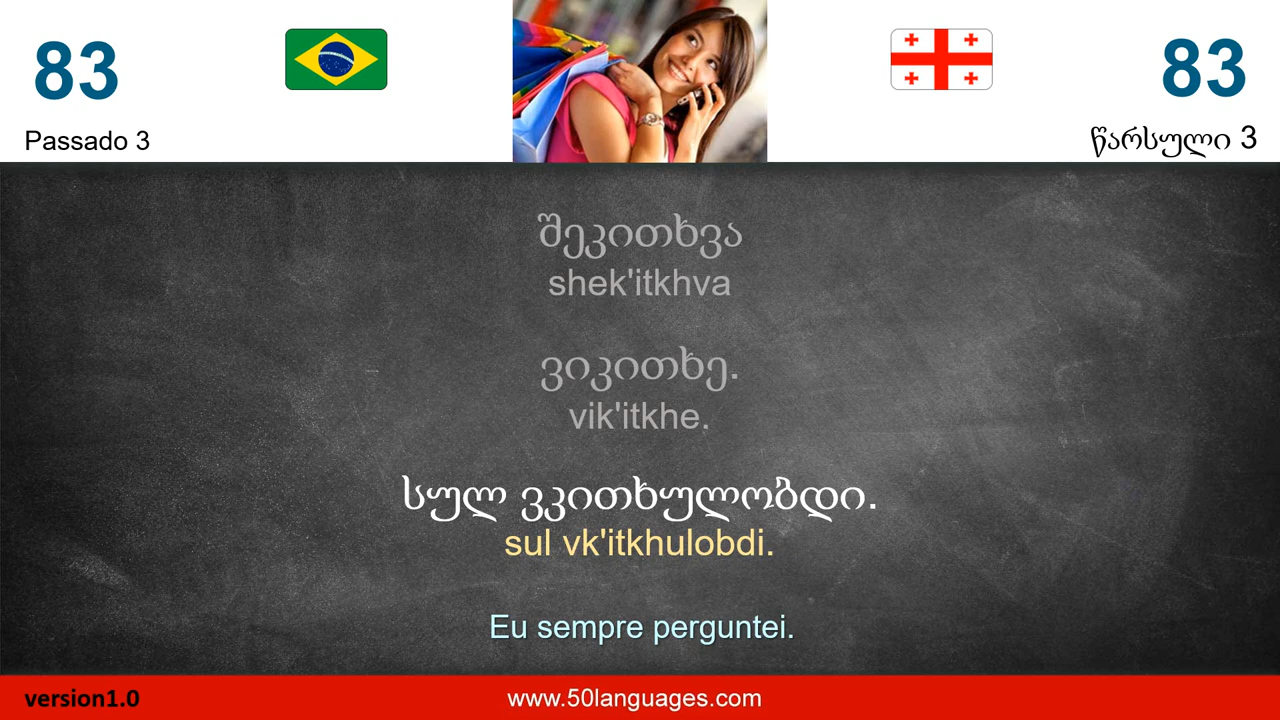 83
83
Passado 3
წარსული 3
შეკითხვა
shek'itkhva
ვიკითხე.
vik'itkhe.
სულ ვკითხულობდი.
sul vk'itkhulobdi.
Eu sempre perguntei.
version1.0
www.50languages.com